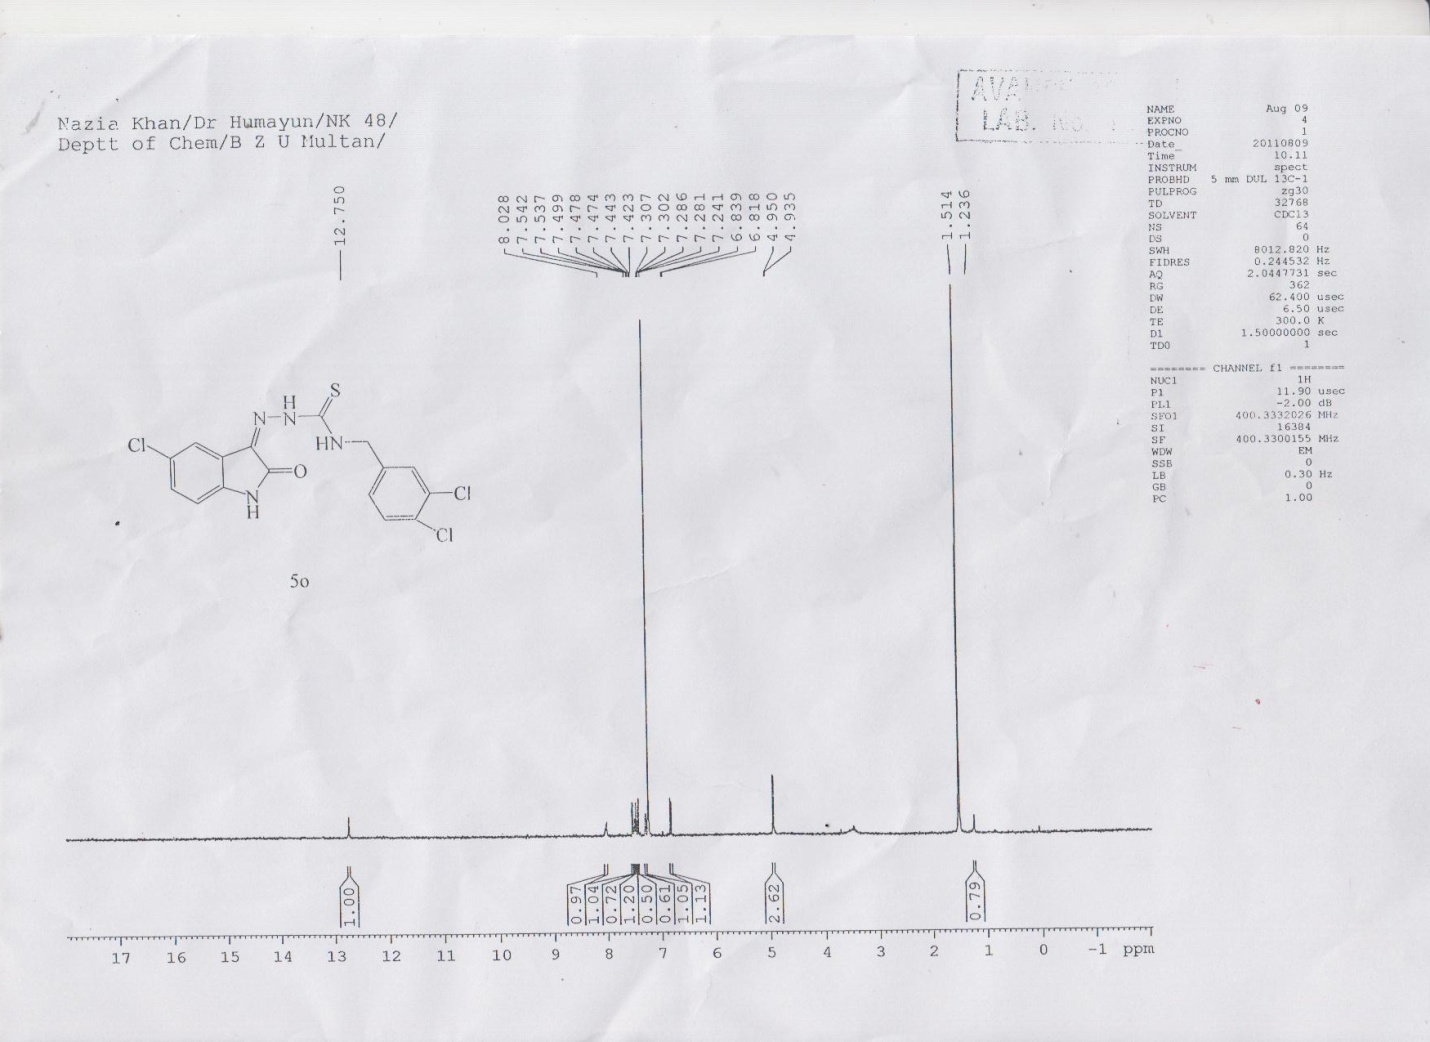 Nazia Khan/Dr Humayun/NK 48/
Deptt of Chem/B Z U Multan/
AVA
LAB. No.
NAME Aug 09
EXPNO 4
PROCNO 1
Date_ 20110809
Time 10.11
INSTRUM spect
PROBHD 5 mm DUL 13C-1
PULPROG zg30
TD 32768
SOLVENT CDCl3
NS 64
DS 0
SWH 8012.820 Hz
FIDRES 0.244532 Hz
AQ 2.0447731 sec
RG 362
DW 62.400 usec
DE 6.50 usec
TE 300.0 K
D1 1.50000000 sec
TD0 1
======== CHANNEL f1 ========
NUC1 1H
P1 11.90 usec
PL1 -2.00 dB
SFO1 400.3332026 MHz
SI 16384
SF 400.3300155 MHz
WDW EM
SSB 0
LB 0.30 Hz
GB 0
PC 1.00
12.750
8.028
7.542
7.537
7.499
7.478
7.474
7.443
7.423
7.307
7.302
7.286
7.281
7.241
6.839
6.818
4.950
4.935
1.514
1.236
S
H
N N
Cl
HN
O
N
H
Cl
Cl
5o
1.00
0.97
1.04
0.72
1.20
0.50
0.61
1.05
1.13
2.62
0.79
17 16 15 14 13 12 11 10 9 8 7 6 5 4 3 2 1 0 -1 ppm